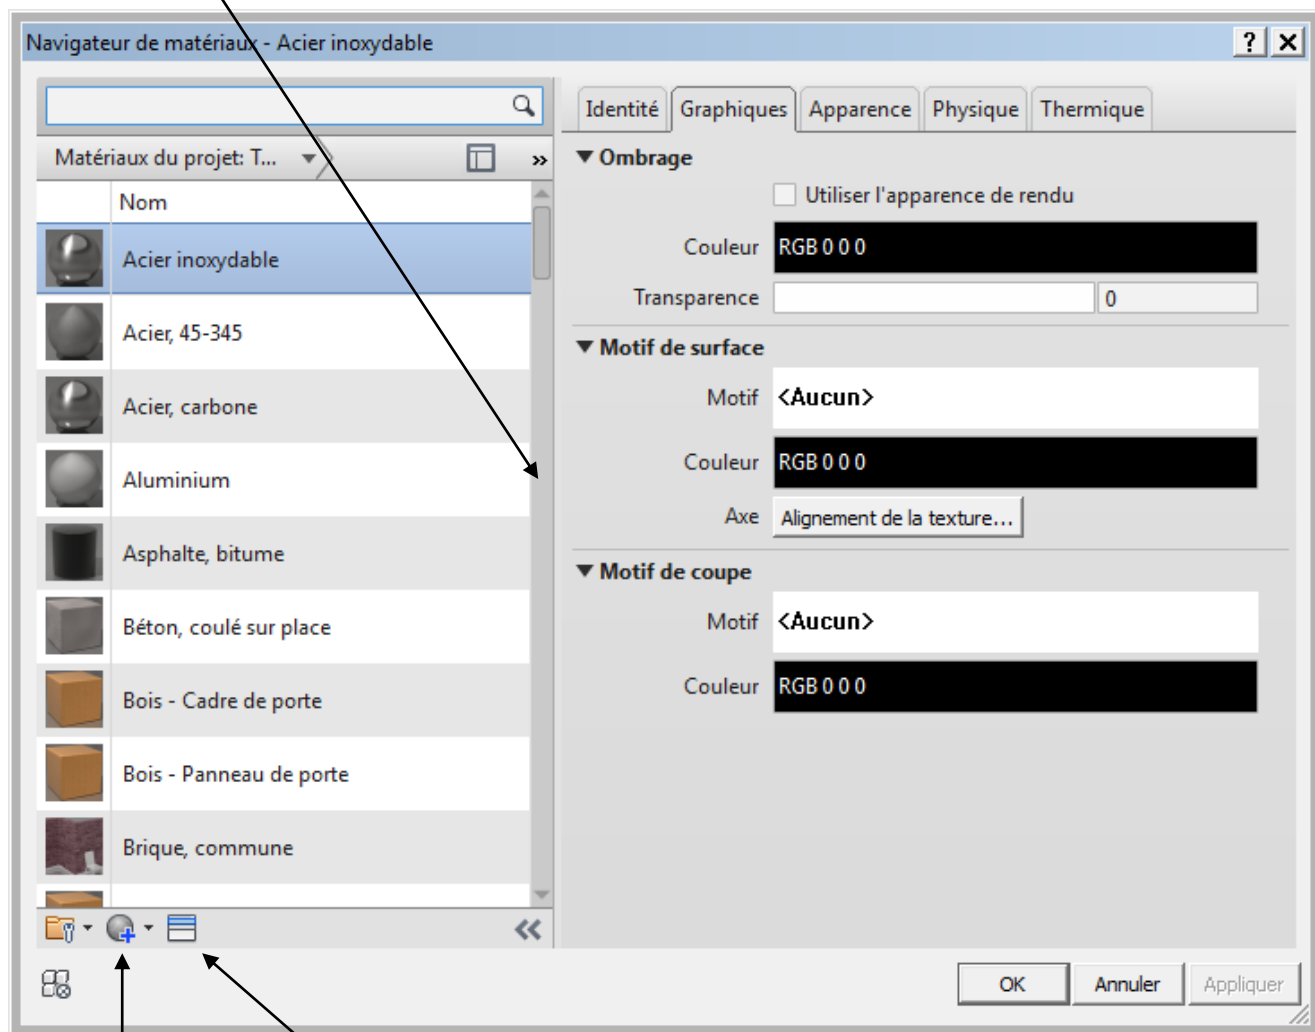 Navigateur de matériaux - Acier inoxydable
Identité Graphiques Apparence Physique Thermique
Matériaux du projet: T...
Nom
Acier inoxydable
Acier, 45-345
Acier, carbone
Aluminium
Asphalte, bitume
Béton, coulé sur place
Bois - Cadre de porte
Bois - Panneau de porte
Brique, commune
Ombrage
Utiliser l'apparence de rendu
Couleur RGB 0 0 0
Transparence 0
Motif de surface
Motif <Aucun>
Couleur RGB 0 0 0
Axe Alignement de la texture...
Motif de coupe
Motif <Aucun>
Couleur RGB 0 0 0
OK Annuler Appliquer